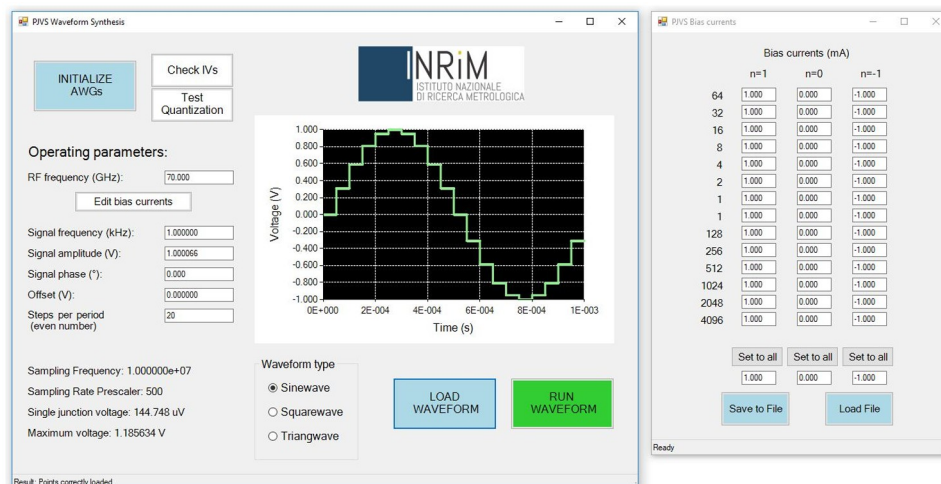 PJVS Waveform Synthesis
INITIALIZE
AWGs
Check IVs
Test
Quantization
INRiM
ISTITUTO NAZIONALE
DI RICERCA METROLOGICA
Operating parameters:
RF frequency (GHz): 70.000
Edit bias currents
Signal frequency (kHz): 1.000000
Signal amplitude (V): 1.000066
Signal phase (°): 0.000
Offset (V): 0.000000
Steps per period
(even number) 20
Sampling Frequency: 1.000000e+07
Sampling Rate Prescaler: 500
Single junction voltage: 144.748 uV
Maximum voltage: 1.185634 V
Voltage (V)
1.000
0.800
0.600
0.400
0.200
0.000
-0.200
-0.400
-0.600
-0.800
-1.000
0E+000 2E-004 4E-004 6E-004 8E-004 1E-003
Time (s)
Waveform type
Sinewave
Squarewave
Triangwave
LOAD
WAVEFORM
RUN
WAVEFORM
Result: Points correctly loaded
PJVS Bias currents
Bias currents (mA)
n=1 n=0 n=-1
64 1.000 0.000 -1.000
32 1.000 0.000 -1.000
16 1.000 0.000 -1.000
8 1.000 0.000 -1.000
4 1.000 0.000 -1.000
2 1.000 0.000 -1.000
1 1.000 0.000 -1.000
1 1.000 0.000 -1.000
128 1.000 0.000 -1.000
256 1.000 0.000 -1.000
512 1.000 0.000 -1.000
1024 1.000 0.000 -1.000
2048 1.000 0.000 -1.000
4096 1.000 0.000 -1.000
Set to all Set to all Set to all
1.000 0.000 -1.000
Save to File
Load File
Ready